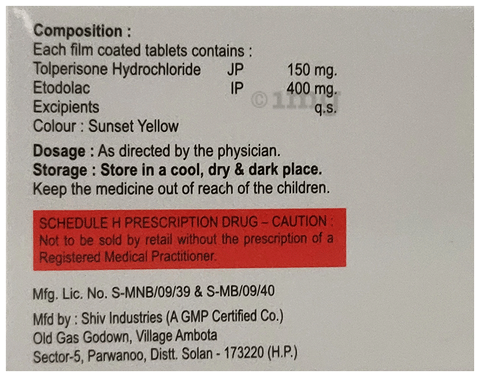 Composition :
Each film coated tablets contains :
Tolperisone Hydrochloride JP 150 mg.
Etodolac IP 400 mg.
Excipients q.s.
Colour : Sunset Yellow
Dosage : As directed by the physician.
Storage : Store in a cool, dry & dark place.
Keep the medicine out of reach of the children.
SCHEDULE H PRESCRIPTION DRUG – CAUTION :
Not to be sold by retail without the prescription of a
Registered Medical Practitioner.
Mfg. Lic. No. S-MNB/09/39 & S-MB/09/40
Mfd by : Shiv Industries (A GMP Certified Co.)
Old Gas Godown, Village Ambota
Sector-5, Parwanoo, Distt. Solan - 173220 (H.P.)
©1mg